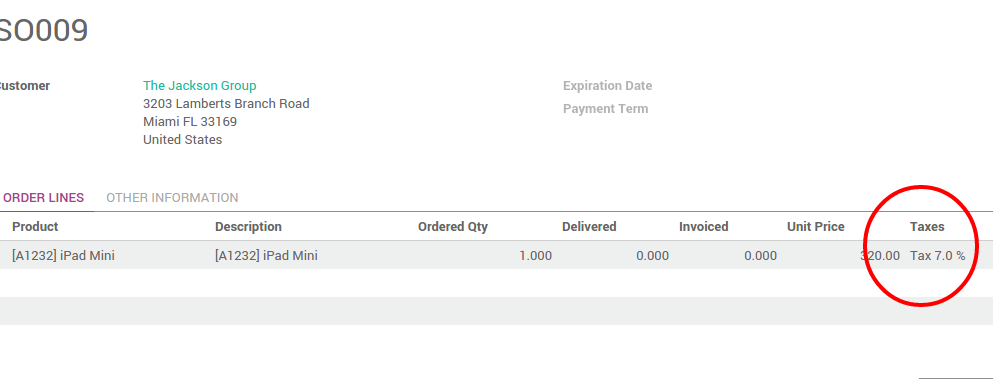 SO009
Customer The Jackson Group Expiration Date
3203 Lamberts Branch Road Payment Term
Miami FL 33169
United States
ORDER LINES OTHER INFORMATION
Product Description Ordered Qty Delivered Invoiced Unit Price Taxes
[A1232] iPad Mini [A1232] iPad Mini 1.000 0.000 0.000 320.00 Tax 7.0 %